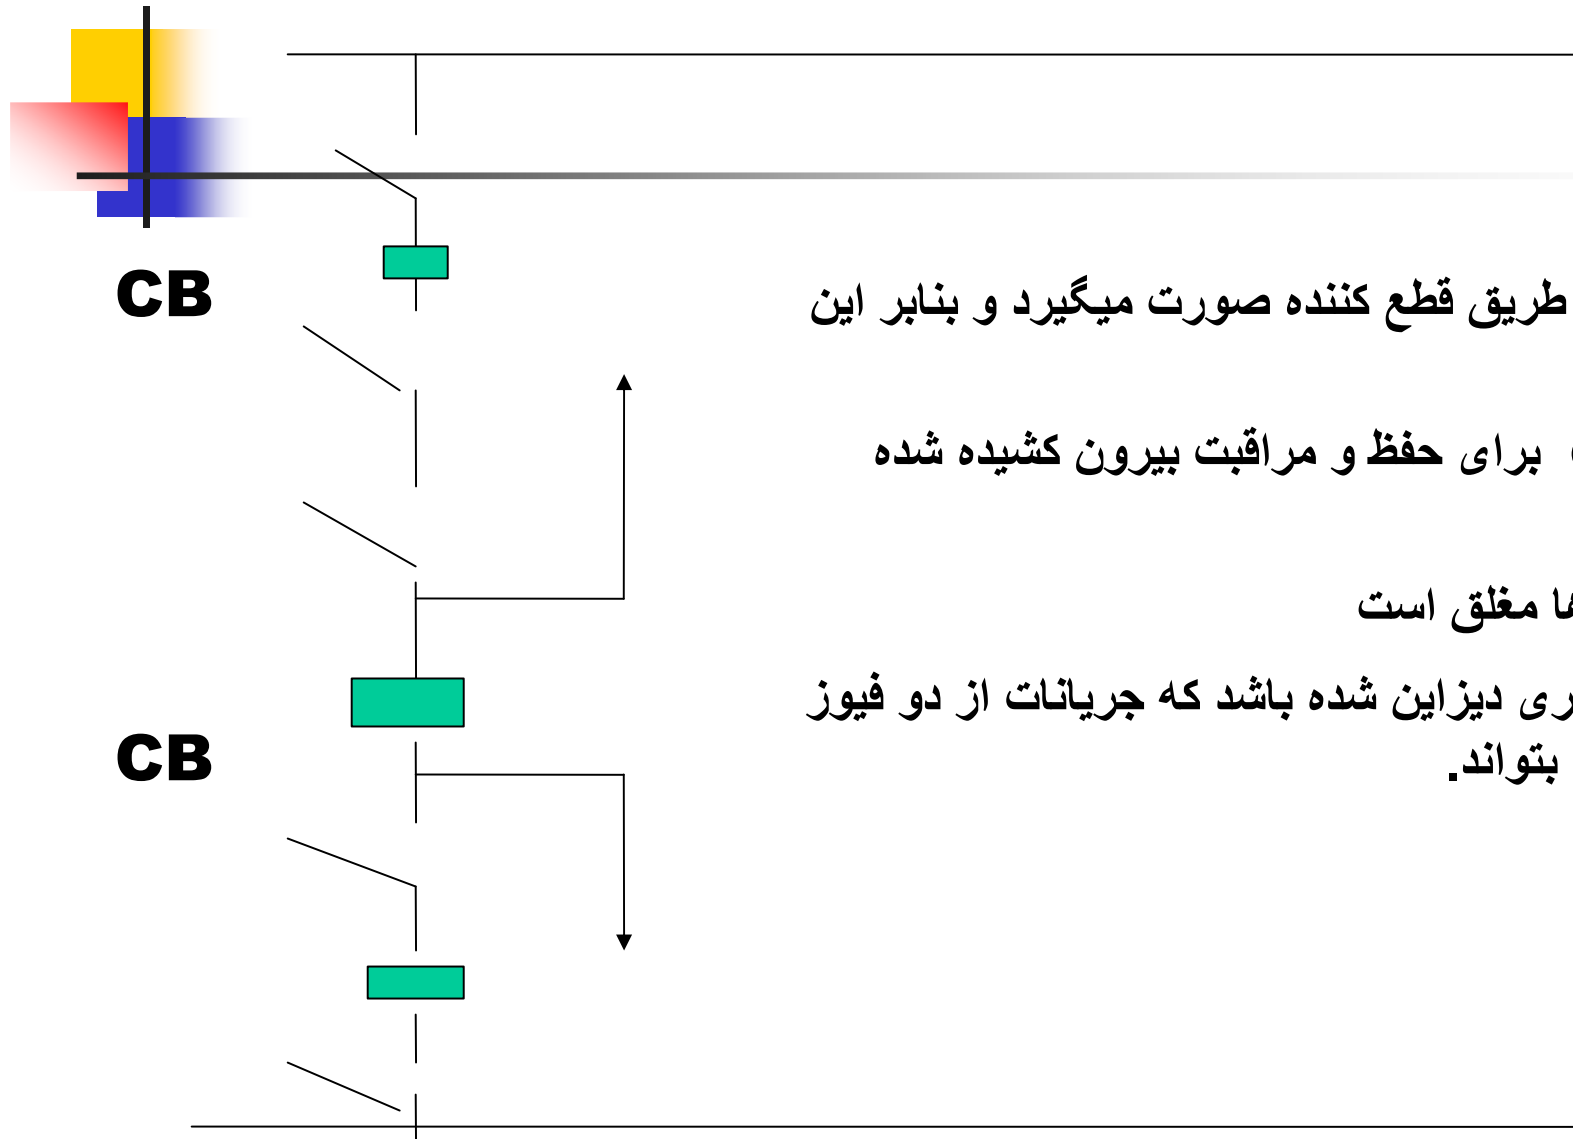 CB
طریق قطع کننده صورت میگیرد و بنابر این
برای حفظ و مراقبت بیرون کشیده شده
مغلق است
دیزاین شده باشد که جریانات از دو فیوز
CB
بتواند.